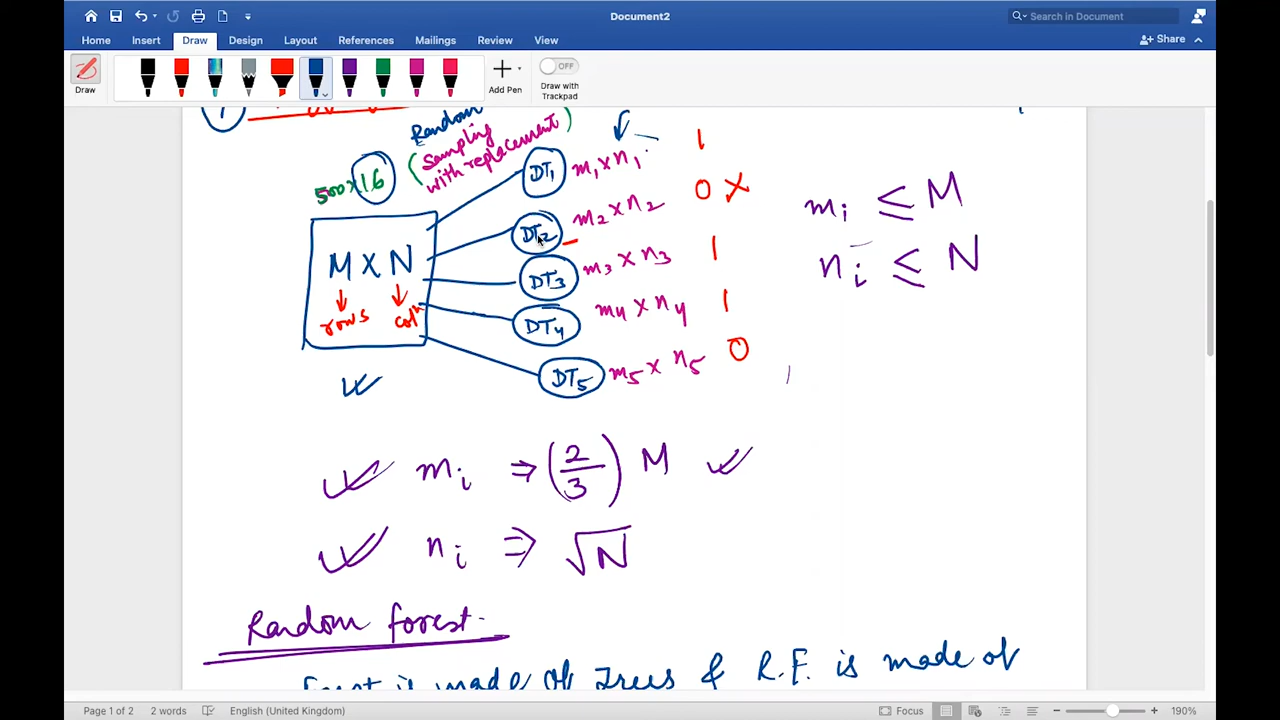 Document2
Search in Document
Home Insert Draw Design Layout References Mailings Review View
Share
Draw
Add Pen
OFF
Draw with Trackpad
1
Random
(Sampling
with replacement)
500×16
M X N
rows
colⁿ
DT1 m1 x n1 1
DT2 m2 x n2 0 X
DT3 m3 x n3 1
DT4 m4 x n4 1
DT5 m5 x n5 0
mi ≤ M
ni ≤ N
mi ⇒ (2/3) M
ni ⇒ √N
Random forest.
Forest is made of Trees & R.F. is made of
Page 1 of 2 2 words English (United Kingdom) Focus 190%